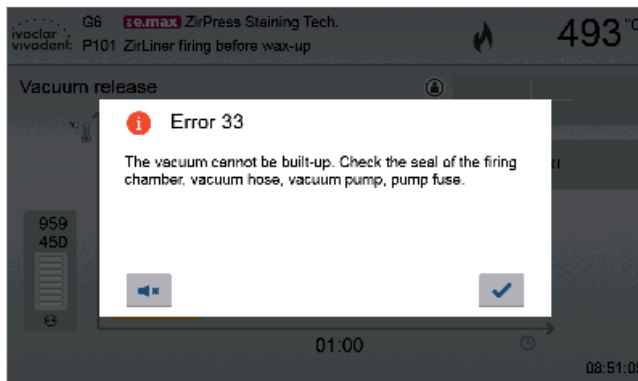 ivoclar vivadent
G6 IPS e.max ZirPress Staining Tech.
P101 ZirLiner firing before wax-up
493 °C
Vacuum release
°C
Error 33
The vacuum cannot be built-up. Check the seal of the firing
chamber, vacuum hose, vacuum pump, pump fuse.
959
450
01:00